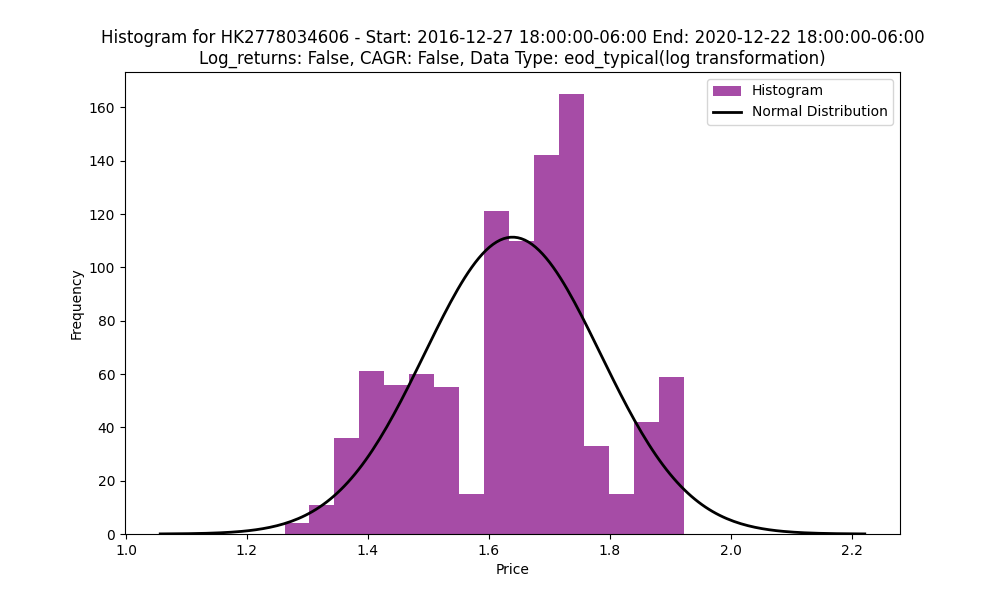 Histogram for HK2778034606 - Start: 2016-12-27 18:00:00-06:00 End: 2020-12-22 18:00:00-06:00
Log_returns: False, CAGR: False, Data Type: eod_typical(log transformation)
Histogram
Normal Distribution
160
140
120
100
80
60
40
20
0
Frequency
1.0
1.2
1.4
1.6
1.8
2.0
2.2
Price